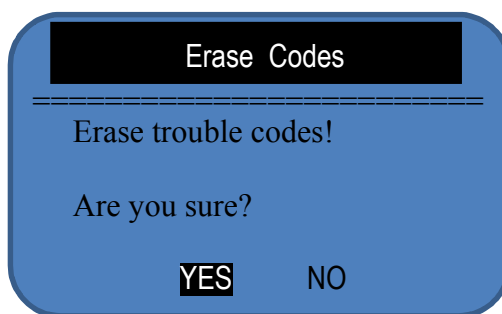 Erase Codes
=========================
Erase trouble codes!
Are you sure?
YES NO